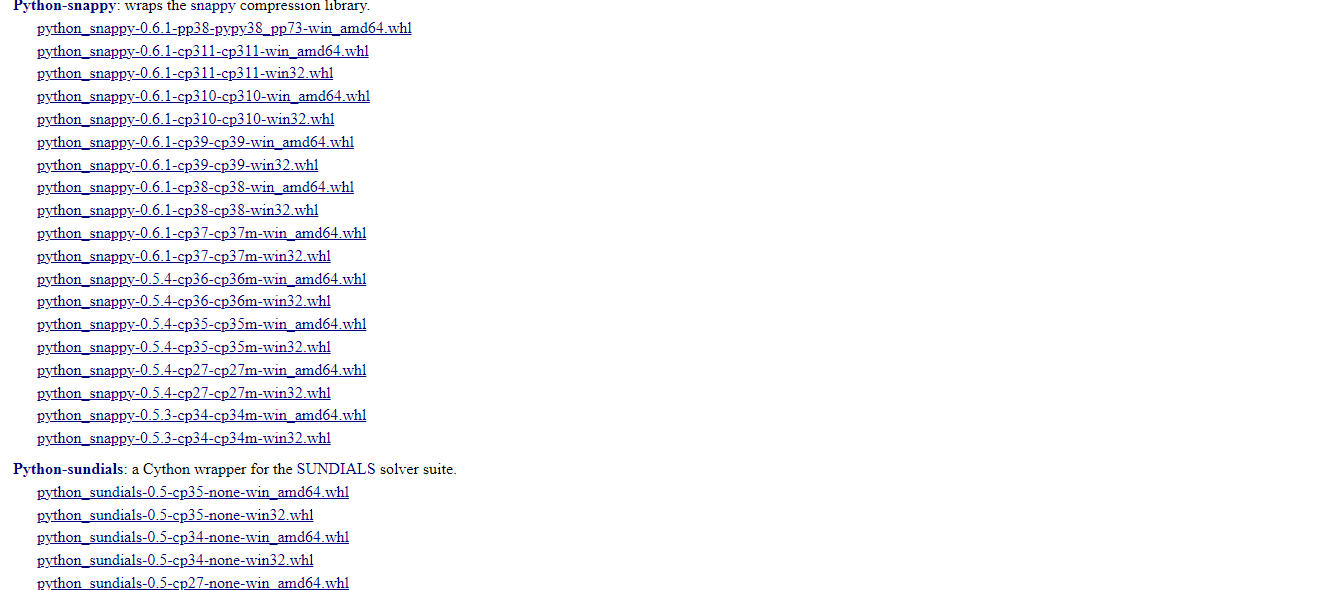 Python-snappy: wraps the snappy compression library.
python_snappy-0.6.1-pp38-pypy38_pp73-win_amd64.whl
python_snappy-0.6.1-cp311-cp311-win_amd64.whl
python_snappy-0.6.1-cp311-cp311-win32.whl
python_snappy-0.6.1-cp310-cp310-win_amd64.whl
python_snappy-0.6.1-cp310-cp310-win32.whl
python_snappy-0.6.1-cp39-cp39-win_amd64.whl
python_snappy-0.6.1-cp39-cp39-win32.whl
python_snappy-0.6.1-cp38-cp38-win_amd64.whl
python_snappy-0.6.1-cp38-cp38-win32.whl
python_snappy-0.6.1-cp37-cp37m-win_amd64.whl
python_snappy-0.6.1-cp37-cp37m-win32.whl
python_snappy-0.5.4-cp36-cp36m-win_amd64.whl
python_snappy-0.5.4-cp36-cp36m-win32.whl
python_snappy-0.5.4-cp35-cp35m-win_amd64.whl
python_snappy-0.5.4-cp35-cp35m-win32.whl
python_snappy-0.5.4-cp27-cp27m-win_amd64.whl
python_snappy-0.5.4-cp27-cp27m-win32.whl
python_snappy-0.5.3-cp34-cp34m-win_amd64.whl
python_snappy-0.5.3-cp34-cp34m-win32.whl
Python-sundials: a Cython wrapper for the SUNDIALS solver suite.
python_sundials-0.5-cp35-none-win_amd64.whl
python_sundials-0.5-cp35-none-win32.whl
python_sundials-0.5-cp34-none-win_amd64.whl
python_sundials-0.5-cp34-none-win32.whl
python_sundials-0.5-cp27-none-win_amd64.whl